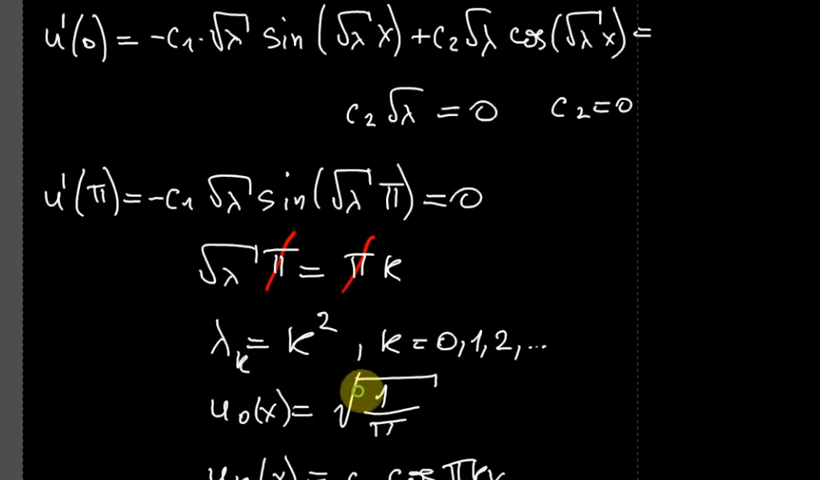 u'(0) = -c₁·√λ sin(√λ x) + c₂√λ cos(√λ x) =
c₂√λ = 0 c₂=0
u'(π) = -c₁ √λ sin(√λ π) = 0
√λ π = π k
λₖ = k², k = 0,1,2,...
u₀(x) = √(1/π)